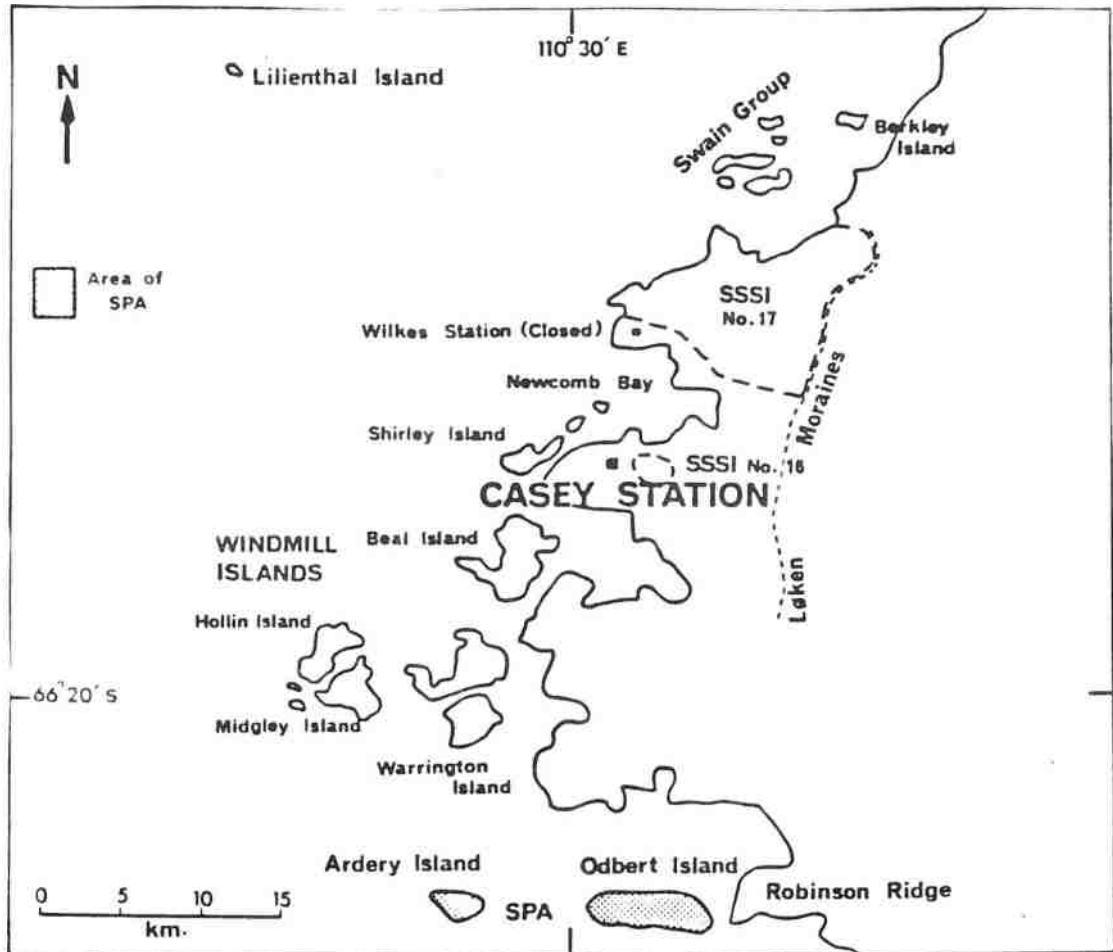 110° 30′ E
N
Lilienthal Island
Swain Group
Berkley
Island
Area of
SPA
SSSI
No. 17
Wilkes Station (Closed)
Moraines
Newcomb Bay
Shirley Island
SSSI No. 16
CASEY STATION
Beal Island
WINDMILL
ISLANDS
Løken
Hollin Island
66° 20′ S
Midgley Island
Warrington
Island
Ardery Island
Odbert Island
Robinson Ridge
0 5 10 15
km.
SPA